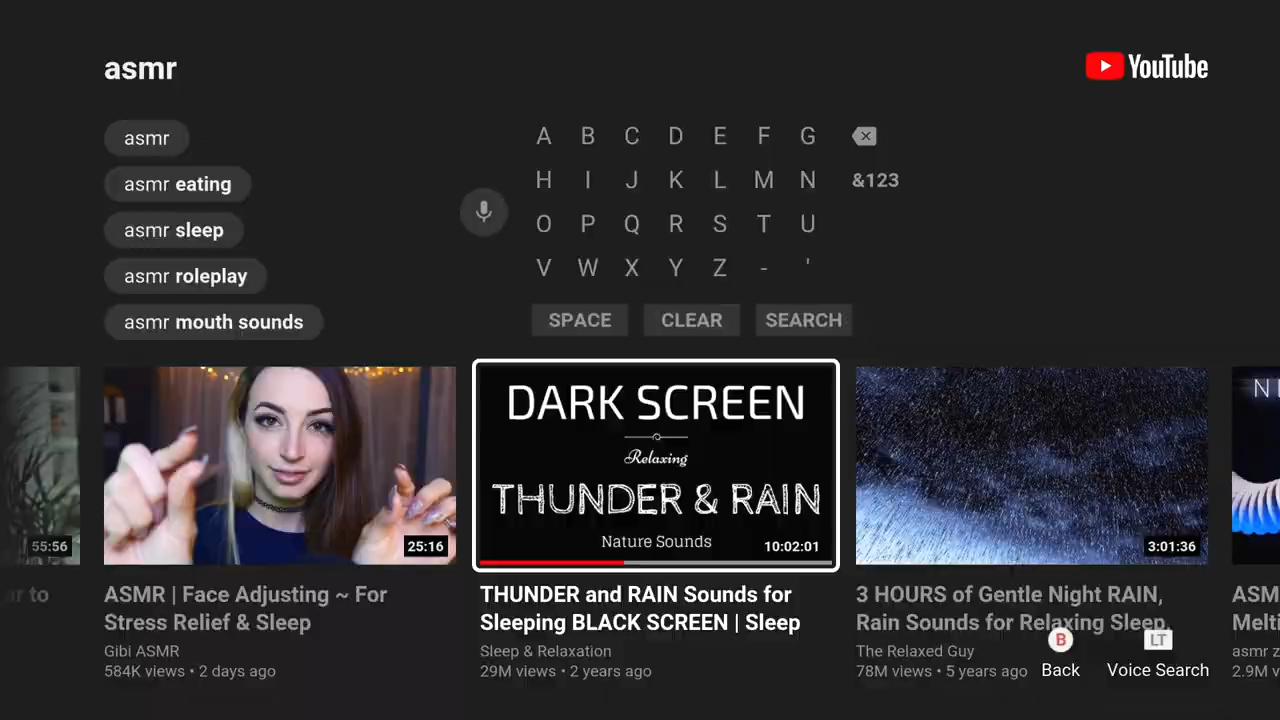 asmr
YouTube
asmr
asmr eating
asmr sleep
asmr roleplay
asmr mouth sounds
A B C D E F G
H I J K L M N &123
O P Q R S T U
V W X Y Z - '
SPACE CLEAR SEARCH
55:56
25:16
DARK SCREEN
Relaxing
THUNDER & RAIN
Nature Sounds
10:02:01
3:01:36
to
ASMR | Face Adjusting ~ For
Stress Relief & Sleep
Gibi ASMR
584K views • 2 days ago
THUNDER and RAIN Sounds for
Sleeping BLACK SCREEN | Sleep
Sleep & Relaxation
29M views • 2 years ago
3 HOURS of Gentle Night RAIN,
Rain Sounds for Relaxing Sleep,
The Relaxed Guy
78M views • 5 years ago
ASM
Melti
asmr z
2.9M v
B
Back
LT
Voice Search